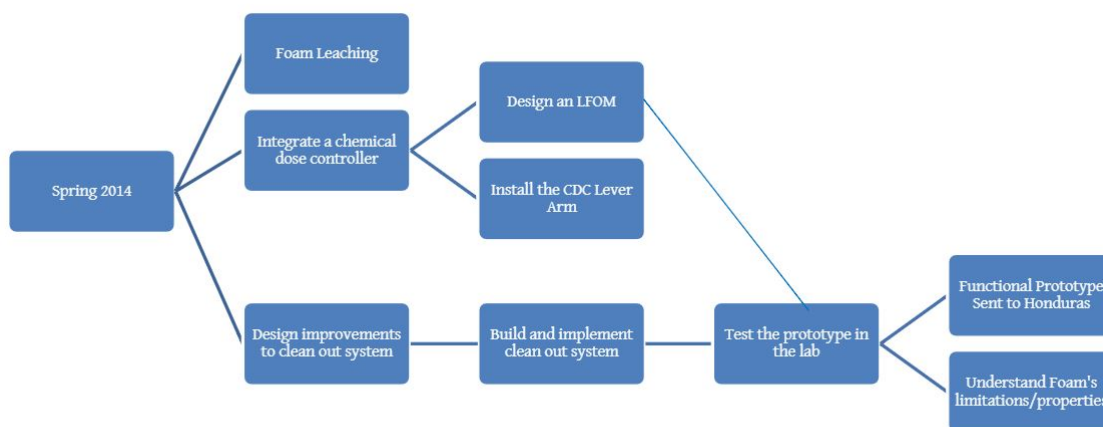 Spring 2014
Foam Leaching
Integrate a chemical
dose controller
Design an LFOM
Install the CDC Lever
Arm
Design improvements
to clean out system
Build and implement
clean out system
Test the prototype in
the lab
Functional Prototype
Sent to Honduras
Understand Foam's
limitations/properties